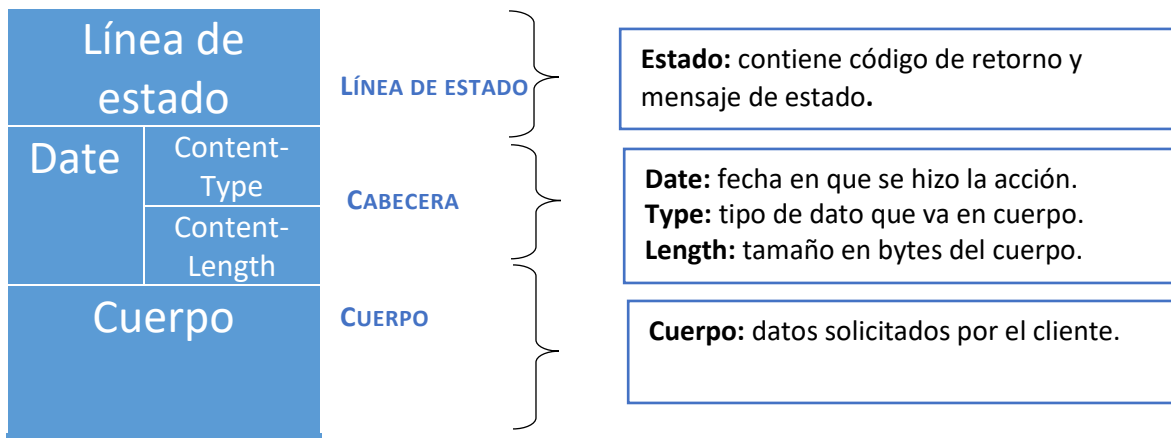 Línea de
estado
Date
Content-
Type
Content-
Length
Cuerpo
LÍNEA DE ESTADO
CABECERA
CUERPO
Estado: contiene código de retorno y
mensaje de estado.
Date: fecha en que se hizo la acción.
Type: tipo de dato que va en cuerpo.
Length: tamaño en bytes del cuerpo.
Cuerpo: datos solicitados por el cliente.